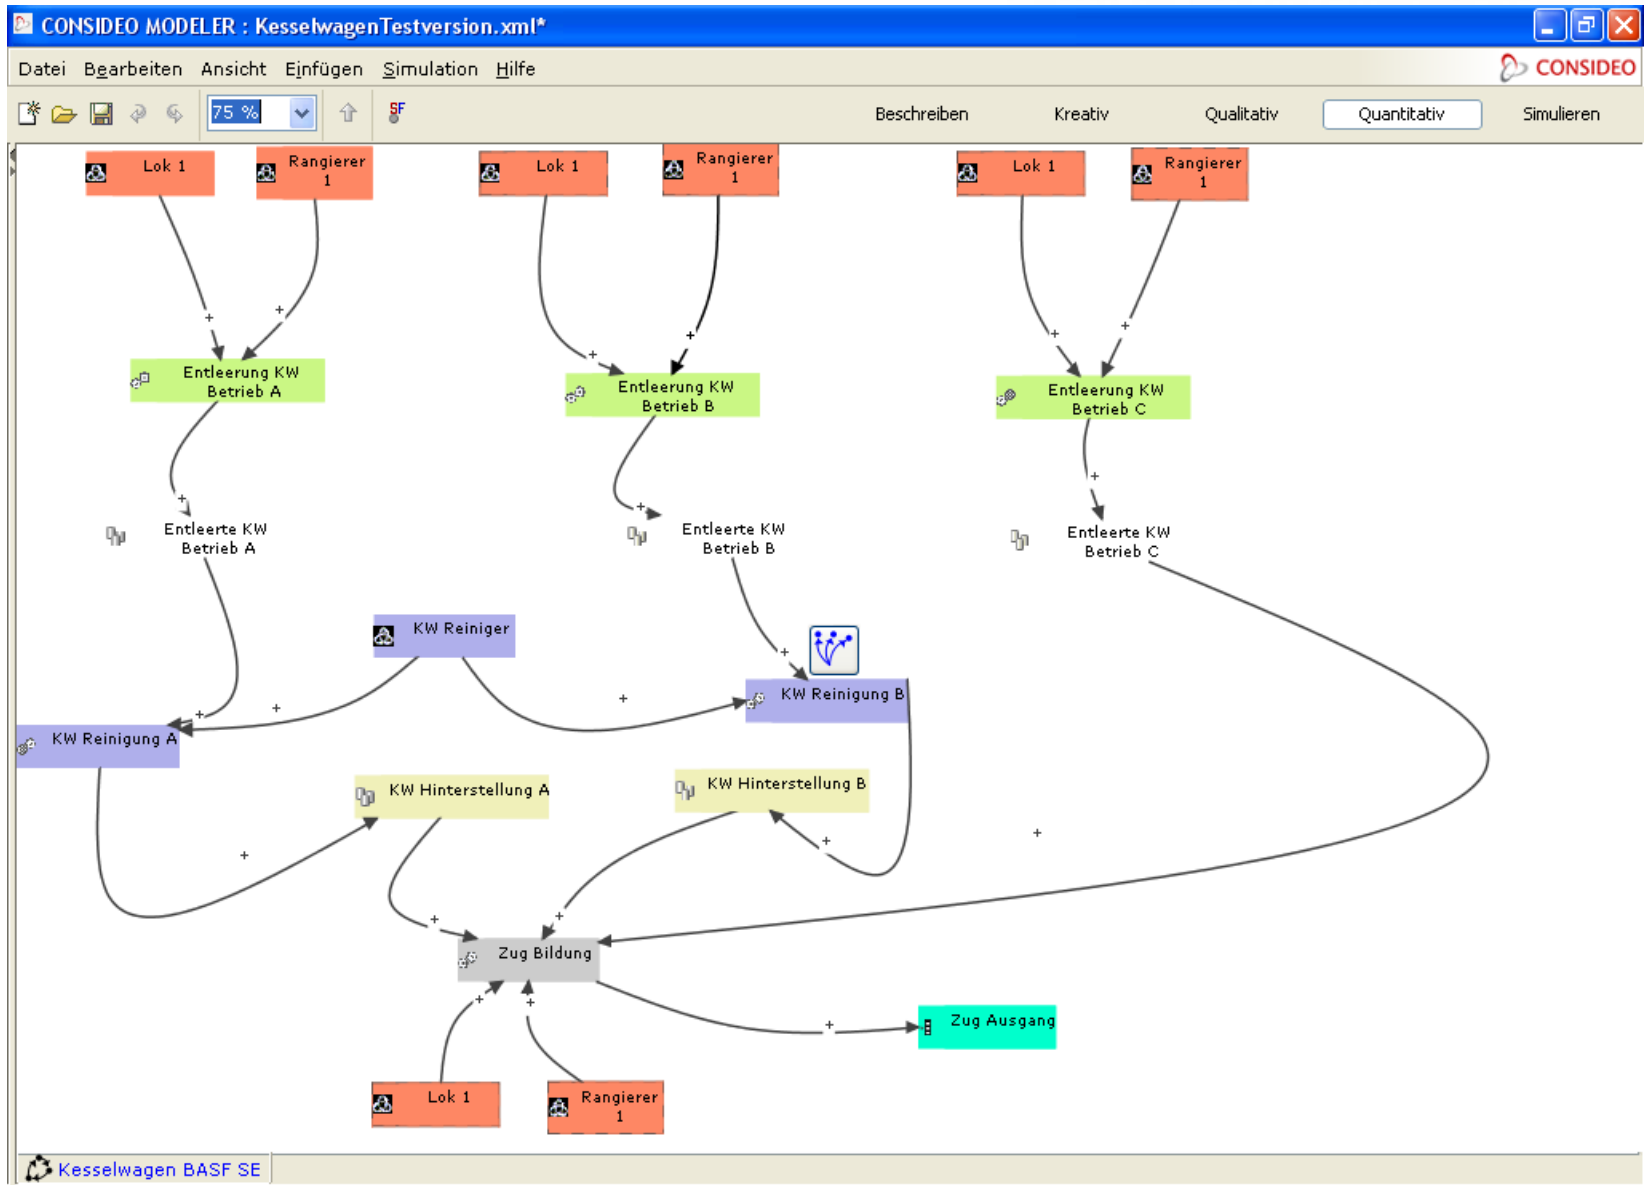 CONSIDEO MODELER : KesselwagenTestversion.xml*
Datei Bearbeiten Ansicht Einfügen Simulation Hilfe
CONSIDEO
75 %
SF
Beschreiben Kreativ Qualitativ Quantitativ Simulieren
Lok 1
Rangierer
1
Lok 1
Rangierer
1
Lok 1
Rangierer
1
Entleerung KW
Betrieb A
Entleerung KW
Betrieb B
Entleerung KW
Betrieb C
Entleerte KW
Betrieb A
Entleerte KW
Betrieb B
Entleerte KW
Betrieb C
KW Reiniger
KW Reinigung B
KW Reinigung A
KW Hinterstellung A
KW Hinterstellung B
Zug Bildung
Zug Ausgang
Lok 1
Rangierer
1
Kesselwagen BASF SE